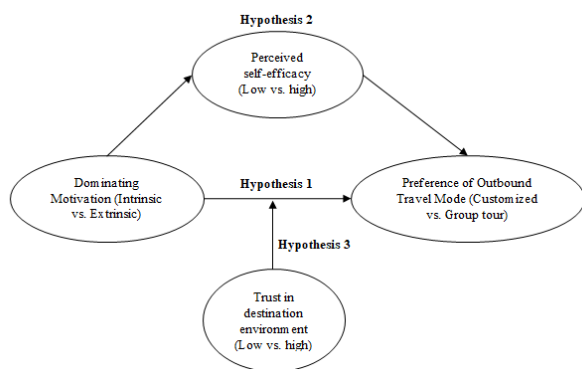 Hypothesis 2
Perceived
self-efficacy
(Low vs. high)
Dominating
Motivation (Intrinsic
vs. Extrinsic)
Hypothesis 1
Preference of Outbound
Travel Mode (Customized
vs. Group tour)
Hypothesis 3
Trust in
destination
environment
(Low vs. high)